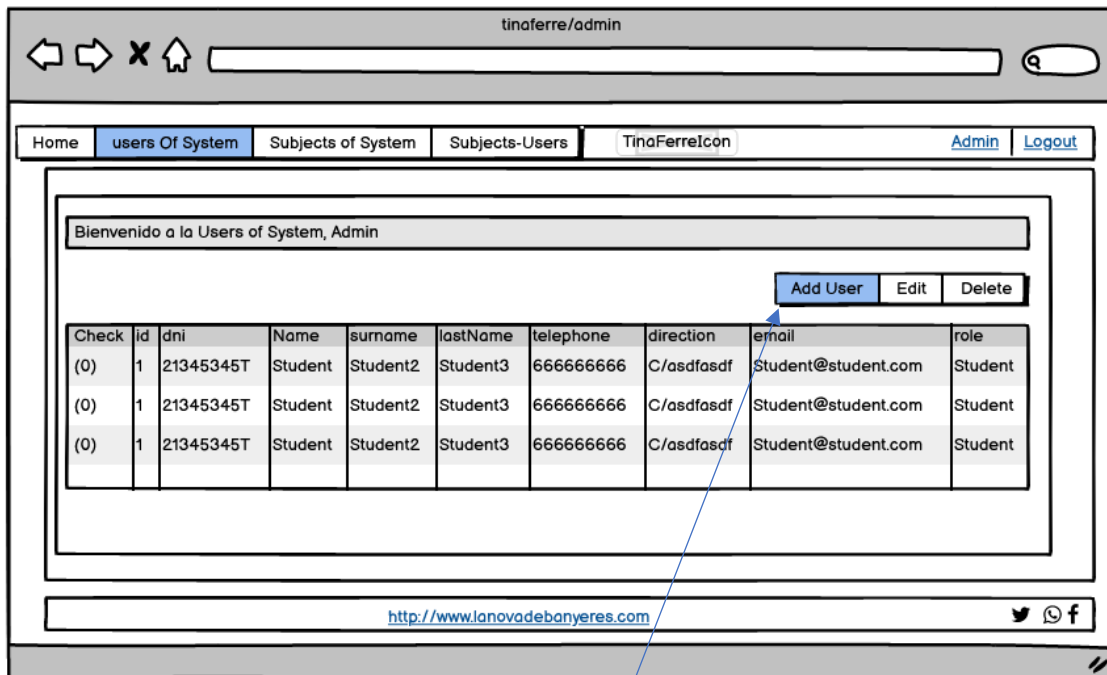 tinaferre/admin
Home users Of System Subjects of System Subjects-Users TinaFerreIcon Admin Logout
Bienvenido a la Users of System, Admin
Add User Edit Delete
Check id dni Name surname lastName telephone direction email role
(0) 1 21345345T Student Student2 Student3 666666666 C/asdfasdf Student@student.com Student
(0) 1 21345345T Student Student2 Student3 666666666 C/asdfasdf Student@student.com Student
(0) 1 21345345T Student Student2 Student3 666666666 C/asdfasdf Student@student.com Student
http://www.lanovadebanyeres.com